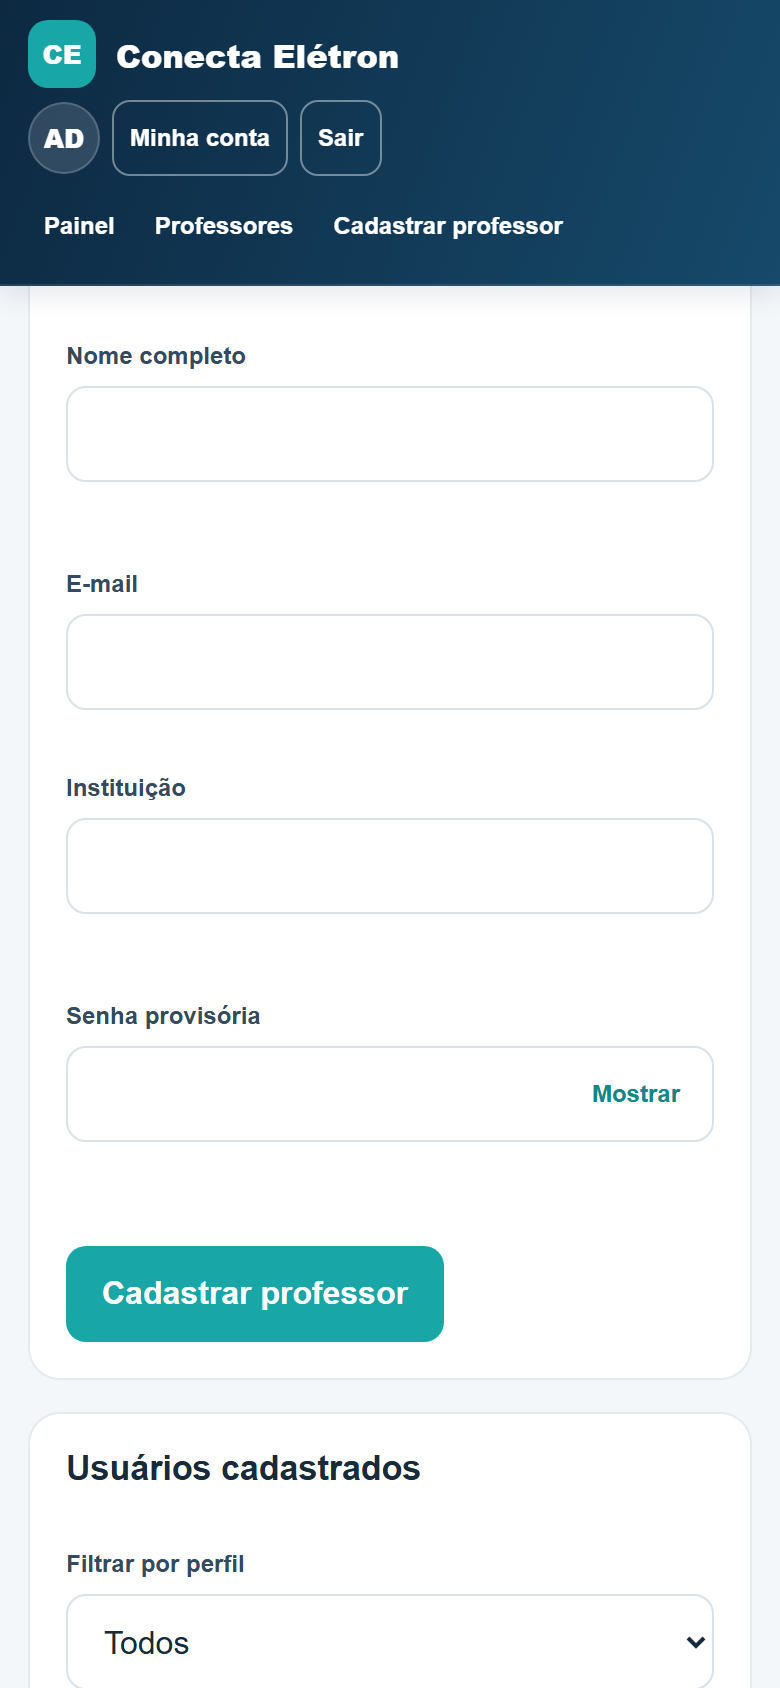 CE Conecta Elétron
AD Minha conta Sair
Painel Professores Cadastrar professor
Nome completo
E-mail
Instituição
Senha provisória
Mostrar
Cadastrar professor
Usuários cadastrados
Filtrar por perfil
Todos